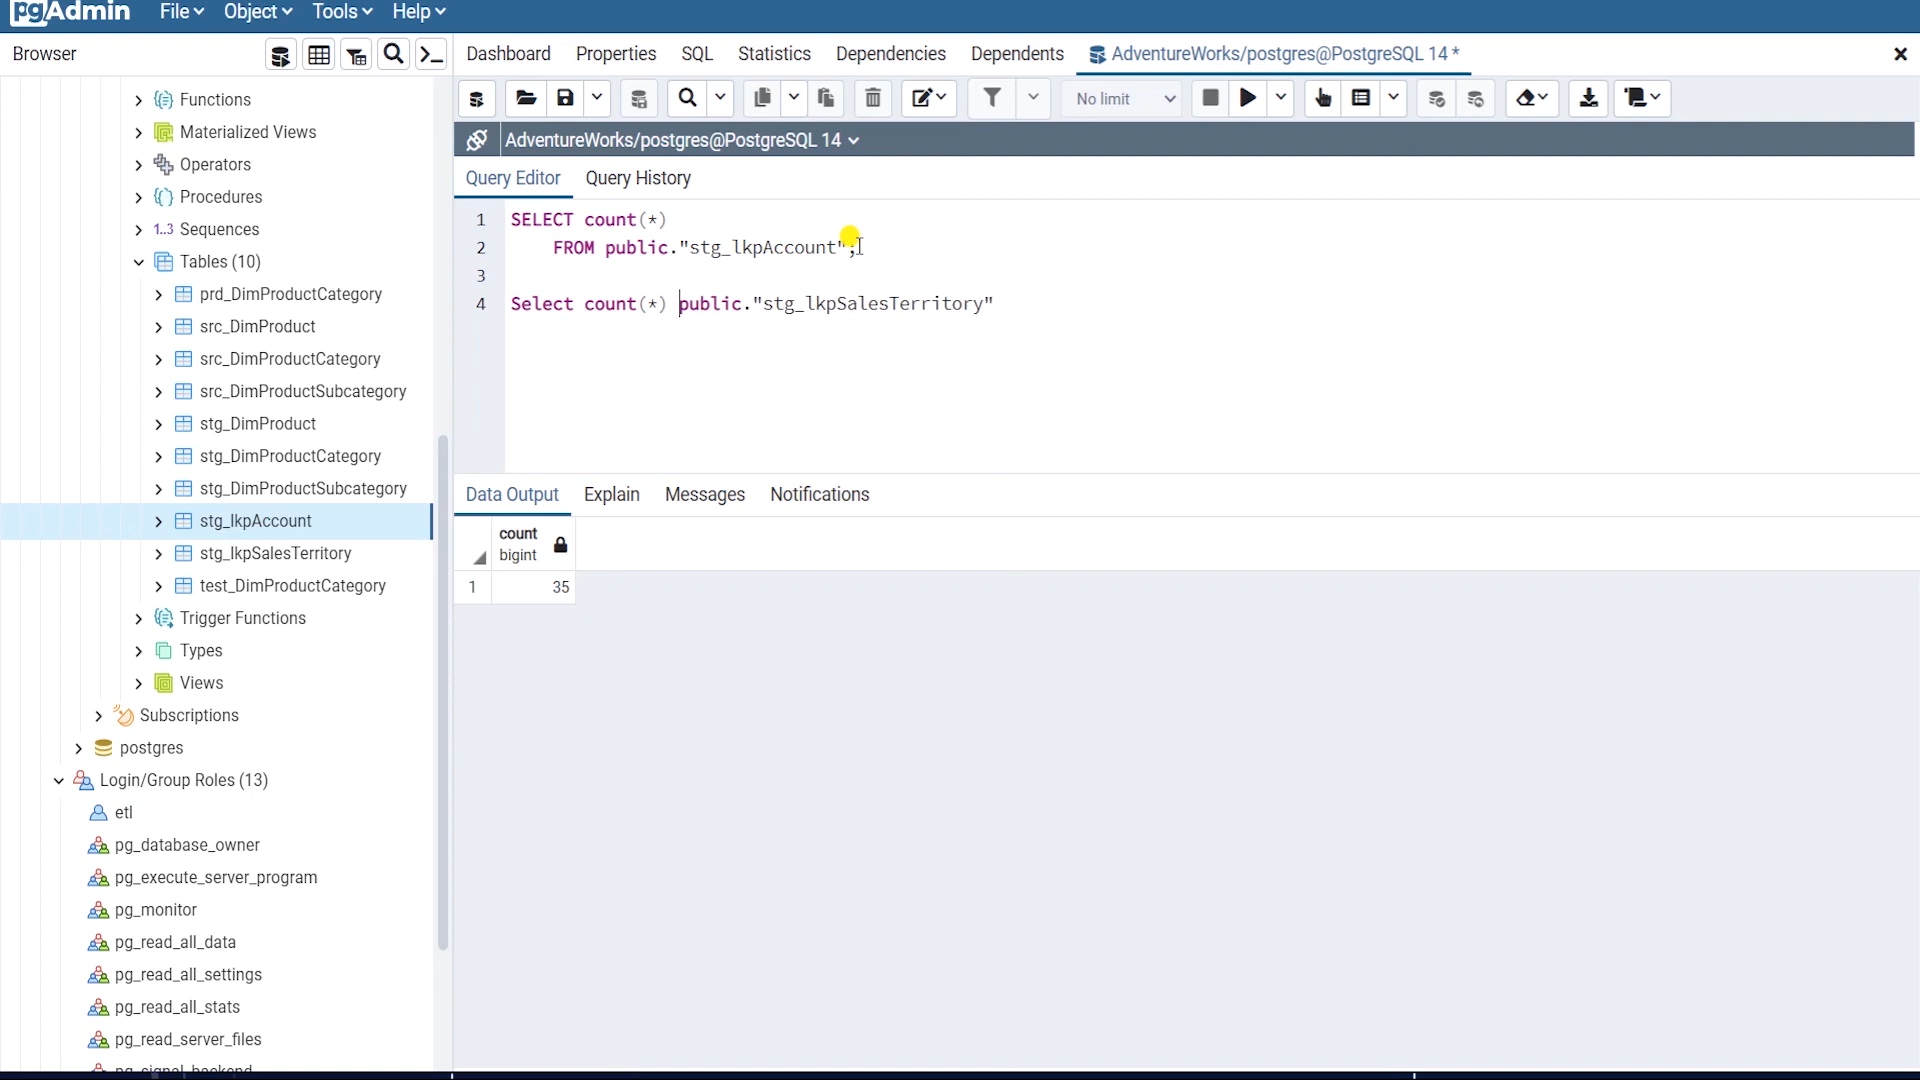 pgAdmin File Object Tools Help
Browser
Dashboard Properties SQL Statistics Dependencies Dependents AdventureWorks/postgres@PostgreSQL 14 *
No limit
AdventureWorks/postgres@PostgreSQL 14
Query Editor Query History
1 SELECT count(*)
2 FROM public."stg_lkpAccount";
3
4 Select count(*) public."stg_lkpSalesTerritory"
Data Output Explain Messages Notifications
count
bigint
1 35
Functions
Materialized Views
Operators
Procedures
1..3 Sequences
Tables (10)
prd_DimProductCategory
src_DimProduct
src_DimProductCategory
src_DimProductSubcategory
stg_DimProduct
stg_DimProductCategory
stg_DimProductSubcategory
stg_lkpAccount
stg_lkpSalesTerritory
test_DimProductCategory
Trigger Functions
Types
Views
Subscriptions
postgres
Login/Group Roles (13)
etl
pg_database_owner
pg_execute_server_program
pg_monitor
pg_read_all_data
pg_read_all_settings
pg_read_all_stats
pg_read_server_files
pg_signal_backend